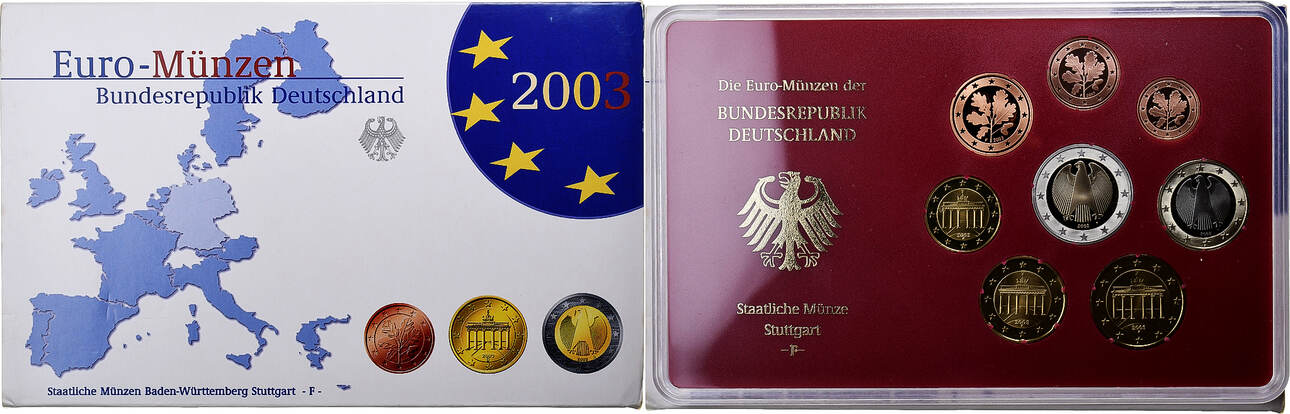 Euro-Münzen
Bundesrepublik Deutschland
2003
Staatliche Münzen Baden-Württemberg Stuttgart - F -
Die Euro-Münzen der
BUNDESREPUBLIK
DEUTSCHLAND
Staatliche Münze
Stuttgart
-F-